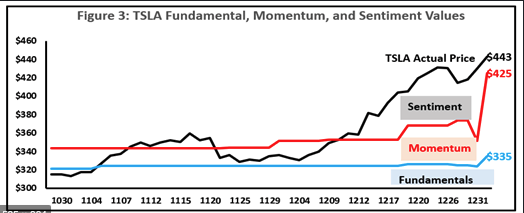 Figure 3: TSLA Fundamental, Momentum, and Sentiment Values
$460
$440
$420
$400
$380
$360
$340
$320
$300
TSLA Actual Price
$443
$425
Sentiment
Momentum
$335
Fundamentals
1030 1104 1107 1112 1115 1120 1125 1129 1204 1209 1212 1217 1220 1226 1231